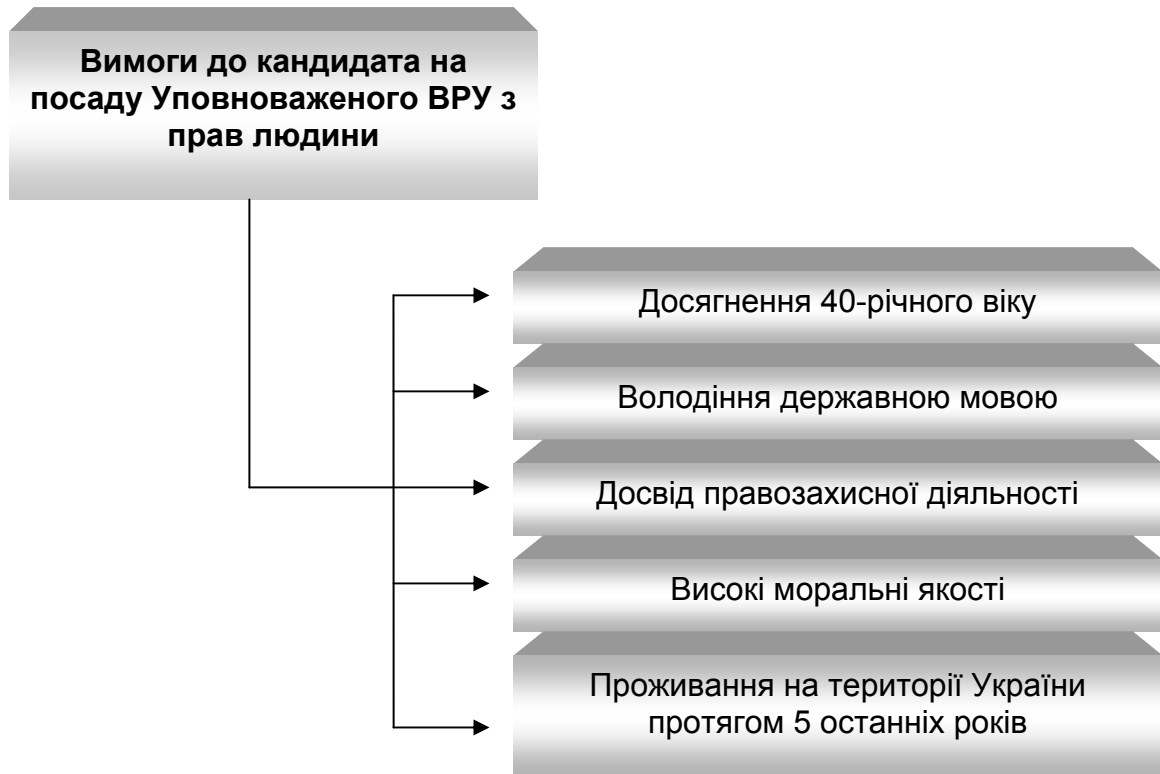 Вимоги до кандидата на
посаду Уповноваженого ВРУ з
прав людини
Досягнення 40-річного віку
Володіння державною мовою
Досвід правозахисної діяльності
Високі моральні якості
Проживання на території України
протягом 5 останніх років